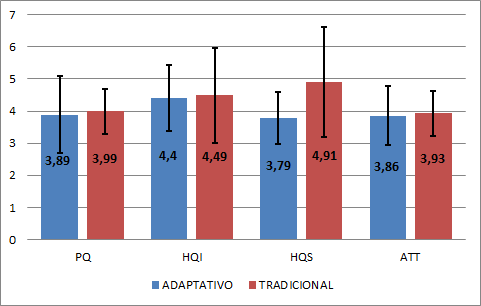 7
6
5
4
3
2
1
0
3,89
3,99
4,4
4,49
3,79
4,91
3,86
3,93
PQ
HQI
HQS
ATT
ADAPTATIVO
TRADICIONAL